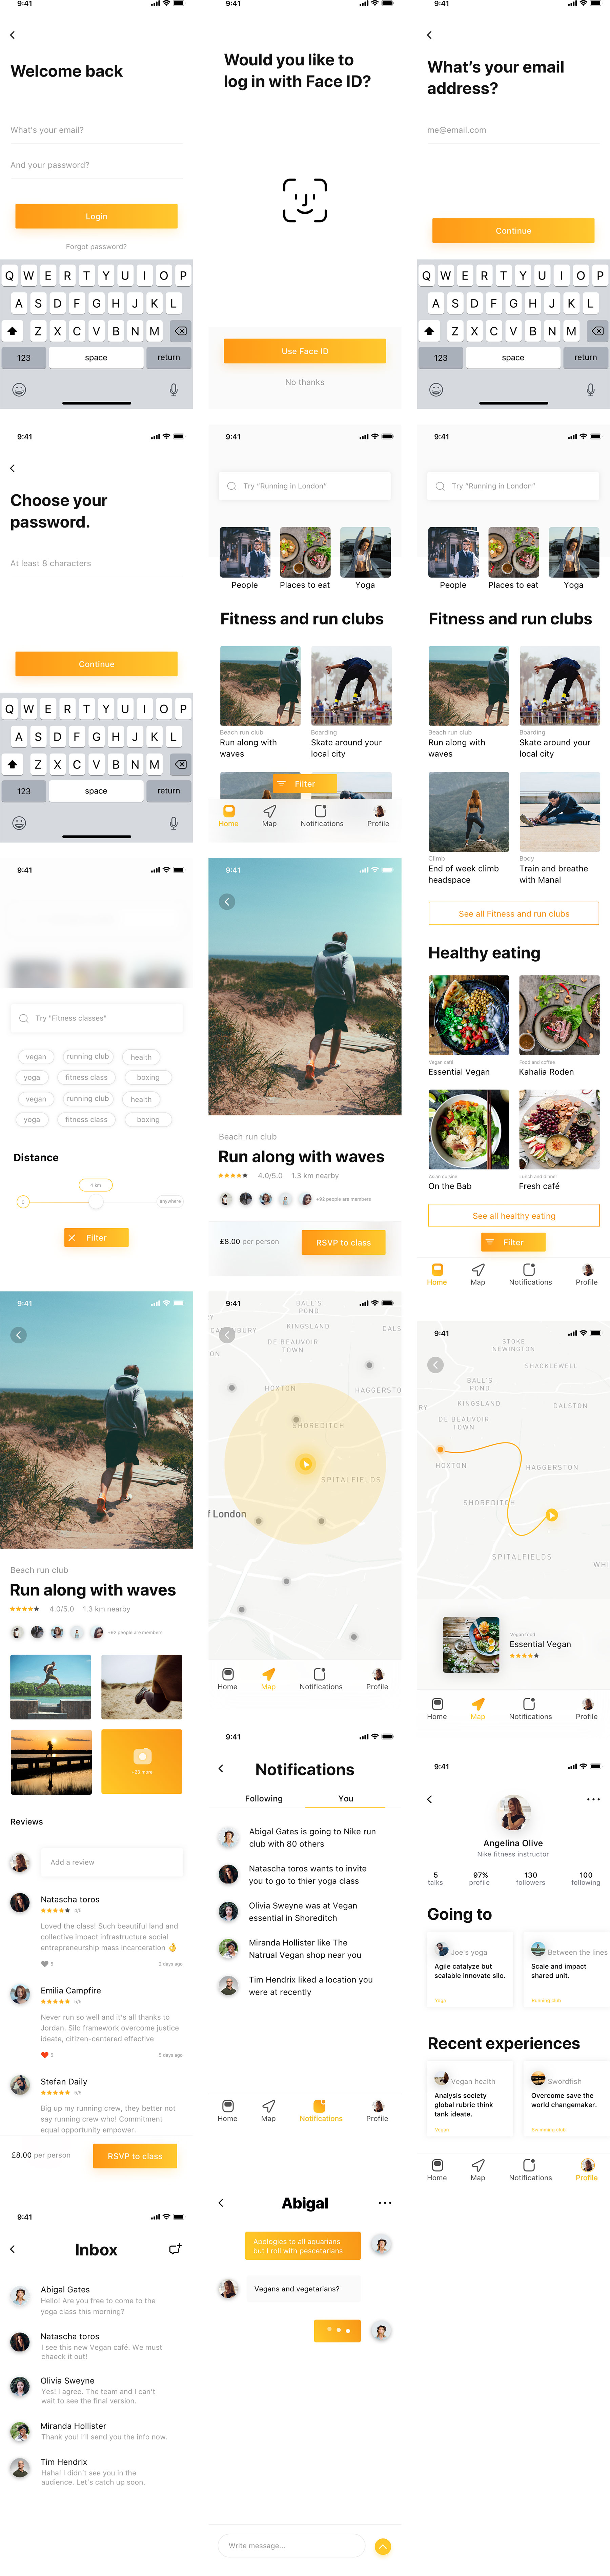 9:41
Welcome back
What's your email?
And your password?
Login
Forgot password?
Q W E R T Y U I O P
A S D F G H J K L
Z X C V B N M
123 space return
9:41
Would you like to
log in with Face ID?
Use Face ID
No thanks
9:41
What's your email
address?
me@email.com
Continue
Q W E R T Y U I O P
A S D F G H J K L
Z X C V B N M
123 space return
9:41
Choose your
password.
At least 8 characters
Continue
Q W E R T Y U I O P
A S D F G H J K L
Z X C V B N M
123 space return
9:41
Try "Running in London"
People Places to eat Yoga
Fitness and run clubs
Beach run club
Run along with
waves
Boarding
Skate around your
local city
Filter
Home Map Notifications Profile
9:41
Try "Running in London"
People Places to eat Yoga
Fitness and run clubs
Beach run club
Run along with
waves
Boarding
Skate around your
local city
Climb
End of week climb
headspace
Body
Train and breathe
with Manal
See all Fitness and run clubs
Healthy eating
Vegan café
Essential Vegan
Food and coffee
Kahalia Roden
Asian cuisine
On the Bab
Lunch and dinner
Fresh café
See all healthy eating
Filter
Home Map Notifications Profile
9:41
Try "Fitness classes"
vegan running club health
yoga fitness class boxing
vegan running club health
yoga fitness class boxing
Distance
4 km
0
anywhere
Filter
9:41
Beach run club
Run along with waves
4.0/5.0 1.3 km nearby
+92 people are members
£8.00 per person
RSVP to class
9:41
Beach run club
Run along with waves
4.0/5.0 1.3 km nearby
+92 people are members
+23 more
Reviews
Add a review
Natascha toros
4/5
Loved the class! Such beautiful land and
collective impact infrastructure social
entrepreneurship mass incarceration 👌
5
3 days ago
Emilia Campfire
5/5
Never run so well and it's all thanks to
Jordan. Silo framework overcome justice
ideate, citizen-centered effective
5
5 days ago
Stefan Daily
5/5
Big up my running crew, they better not
say running crew who! Commitment
equal opportunity empower.
£8.00 per person
RSVP to class
9:41
BALL'S
POND
KINGSLAND
DALS
DE BEAUVOIR
TOWN
ON
HOXTON
HAGGERSTO
SHOREDITCH
SPITALFIELDS
f London
Home Map Notifications Profile
9:41
STOKE
NEWINGTON
SHACKLEWELL
BALL'S
POND
KINGSLAND
DALSTON
RY
DE BEAUVOIR
TOWN
HOXTON
HAGGERSTON
SHOREDITCH
SPITALFIELDS
WHI
Vegan food
Essential Vegan
Home Map Notifications Profile
9:41
Notifications
Following You
Abigal Gates is going to Nike run
club with 80 others
Natascha toros wants to invite
you to go to thier yoga class
Olivia Sweyne was at Vegan
essential in Shoreditch
Miranda Hollister like The
Natrual Vegan shop near you
Tim Hendrix liked a location you
were at recently
Home Map Notifications Profile
9:41
Angelina Olive
Nike fitness instructor
5 97% 130 100
talks profile followers following
Going to
Joe's yoga
Agile catalyze but
scalable innovate silo.
Yoga
Between the lines
Scale and impact
shared unit.
Running club
Recent experiences
Vegan health
Analysis society
global rubric think
tank ideate.
Vegan
Swordfish
Overcome save the
world changemaker.
Swimming club
Home Map Notifications Profile
9:41
Inbox
Abigal Gates
Hello! Are you free to come to the
yoga class this morning?
Natascha toros
I see this new Vegan café. We must
chaeck it out!
Olivia Sweyne
Yes! I agree. The team and I can't
wait to see the final version.
Miranda Hollister
Thank you! I'll send you the info now.
Tim Hendrix
Haha! I didn't see you in the
audience. Let's catch up soon.
Abigal
Apologies to all aquarians
but I roll with pescetarians
Vegans and vegetarians?
Write message...